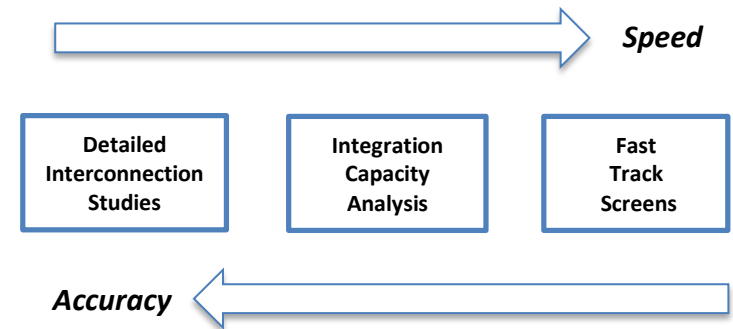 Speed
Detailed
Interconnection
Studies
Integration
Capacity
Analysis
Fast
Track
Screens
Accuracy